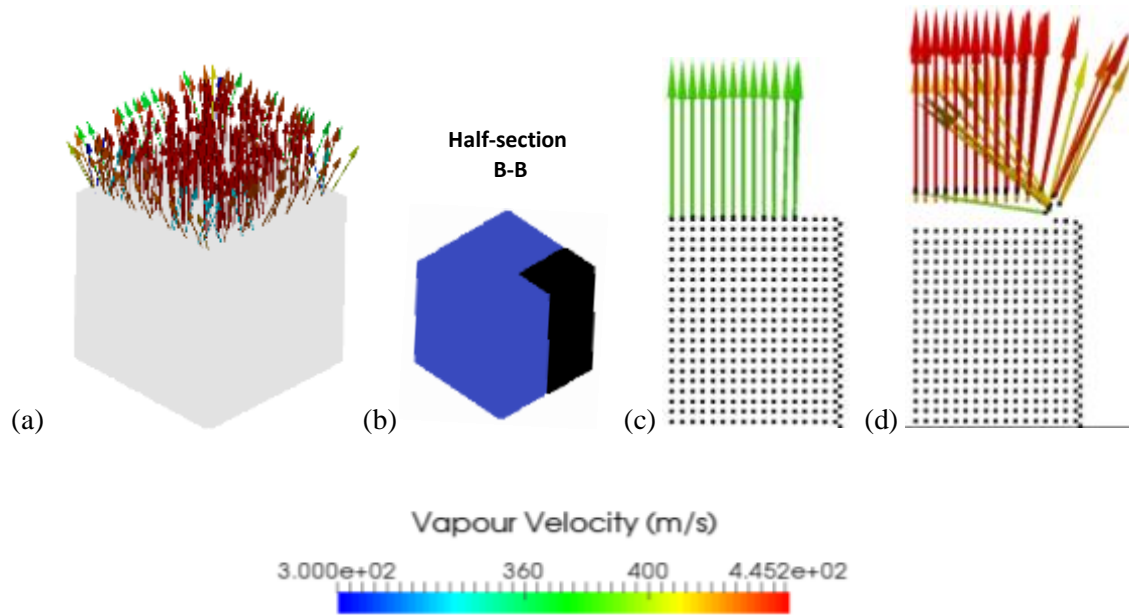 Half-section
B-B
(a)
(b)
(c)
(d)
Vapour Velocity (m/s)
3.000e+02 360 400 4.452e+02